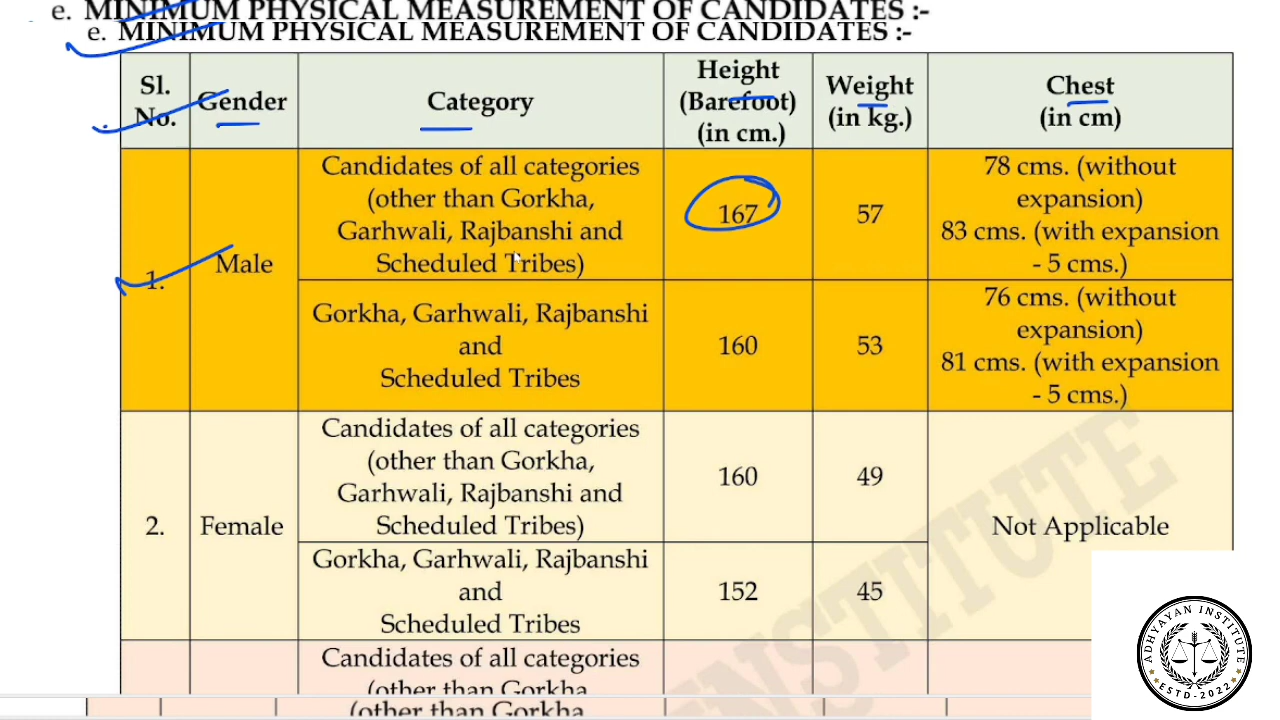 e. MINIMUM PHYSICAL MEASUREMENT OF CANDIDATES :-
e. MINIMUM PHYSICAL MEASUREMENT OF CANDIDATES :-
Sl. No.
Gender
Category
Height
(Barefoot)
(in cm.)
Weight
(in kg.)
Chest
(in cm)
1.
Male
Candidates of all categories
(other than Gorkha,
Garhwali, Rajbanshi and
Scheduled Tribes)
167
57
78 cms. (without
expansion)
83 cms. (with expansion
- 5 cms.)
Gorkha, Garhwali, Rajbanshi
and
Scheduled Tribes
160
53
76 cms. (without
expansion)
81 cms. (with expansion
- 5 cms.)
2.
Female
Candidates of all categories
(other than Gorkha,
Garhwali, Rajbanshi and
Scheduled Tribes)
160
49
Not Applicable
Gorkha, Garhwali, Rajbanshi
and
Scheduled Tribes
152
45
Candidates of all categories
(other than Gorkha
(other than Gorkha
INSTITUTE
ADHYAYAN INSTITUTE
ESTD-2022